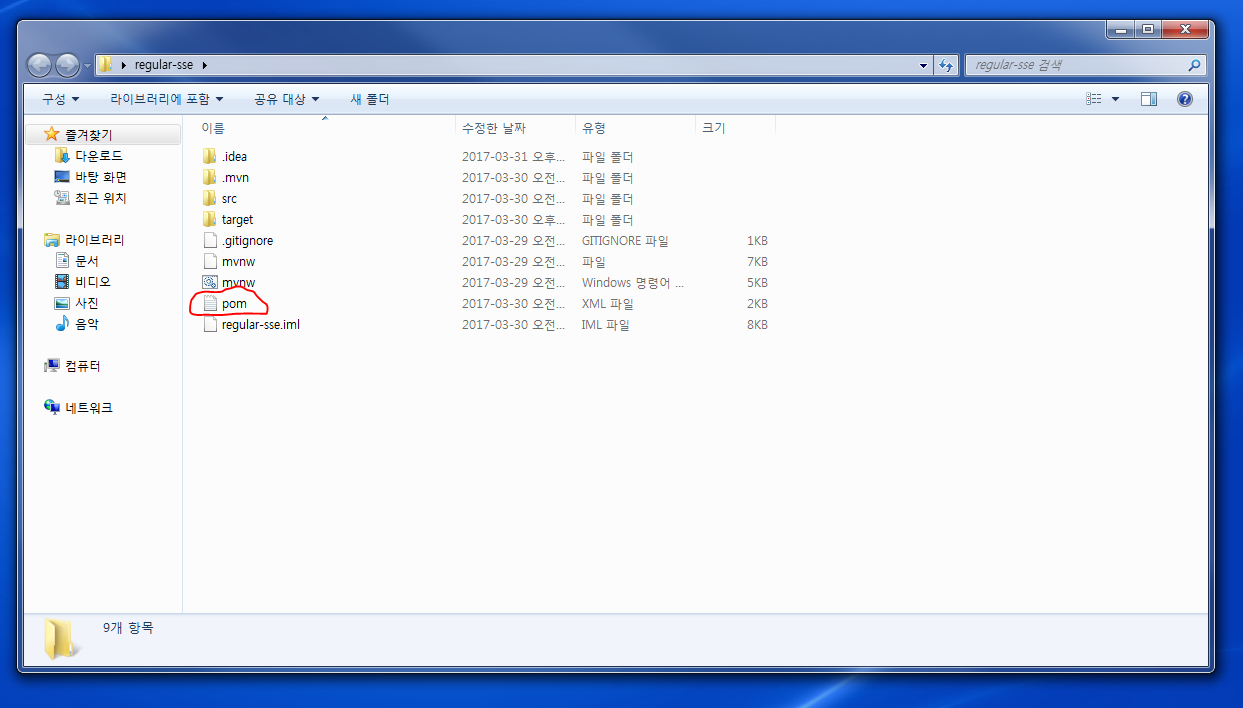 regular-sse
regular-sse 검색
구성 라이브러리에 포함 공유 대상 새 폴더
즐겨찾기
다운로드
바탕 화면
최근 위치
라이브러리
문서
비디오
사진
음악
컴퓨터
네트워크
이름 수정한 날짜 유형 크기
.idea 2017-03-31 오후... 파일 폴더
.mvn 2017-03-30 오전... 파일 폴더
src 2017-03-30 오전... 파일 폴더
target 2017-03-30 오후... 파일 폴더
.gitignore 2017-03-29 오전... GITIGNORE 파일 1KB
mvnw 2017-03-29 오전... 파일 7KB
mvnw 2017-03-29 오전... Windows 명령어 ... 5KB
pom 2017-03-30 오전... XML 파일 2KB
regular-sse.iml 2017-03-30 오전... IML 파일 8KB
9개 항목